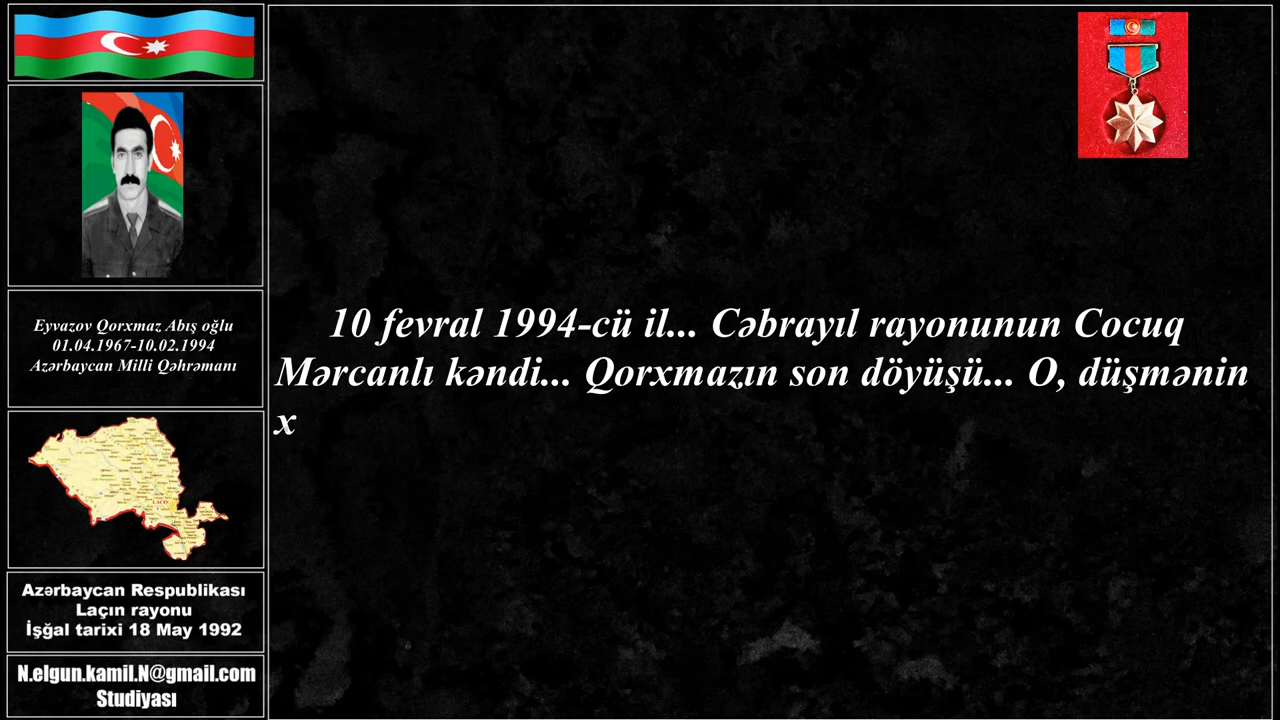 Eyvazov Qorxmaz Abış oğlu
01.04.1967-10.02.1994
Azərbaycan Milli Qəhrəmanı
LAÇIN
Azərbaycan Respublikası
Laçın rayonu
İşğal tarixi 18 May 1992
N.elgun.kamil.N@gmail.com
Studiyası
10 fevral 1994-cü il... Cəbrayıl rayonunun Cocuq
Mərcanlı kəndi... Qorxmazın son döyüşü... O, düşmənin
x